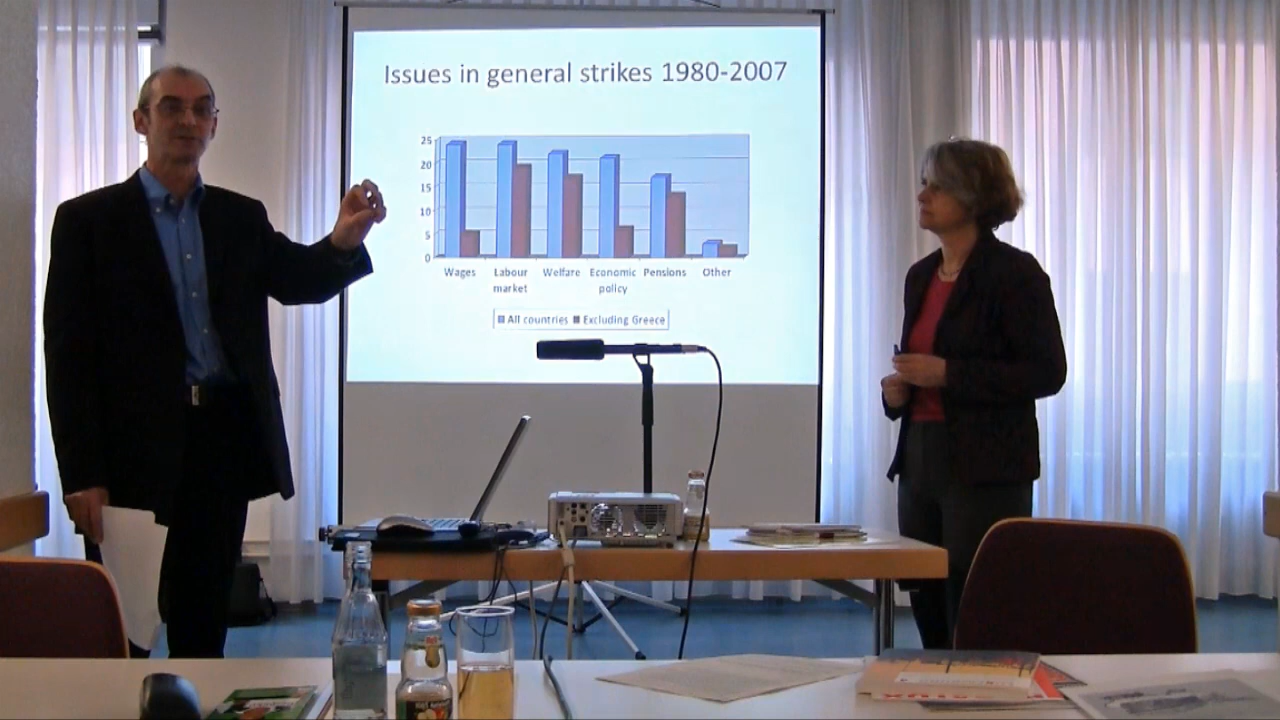 Issues in general strikes 1980-2007
25
20
15
10
5
0
Wages Labour market Welfare Economic policy Pensions Other
All countries Excluding Greece